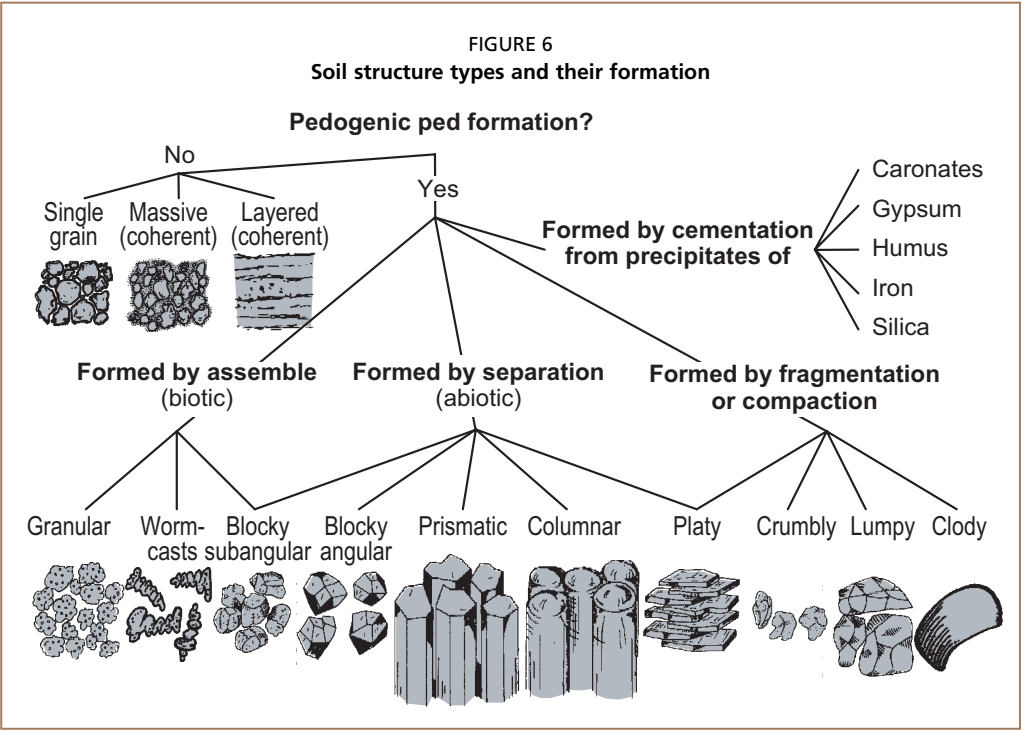 FIGURE 6
Soil structure types and their formation
Pedogenic ped formation?
No
Yes
Single
grain
Massive
(coherent)
Layered
(coherent)
Formed by cementation
from precipitates of
Caronates
Gypsum
Humus
Iron
Silica
Formed by assemble
(biotic)
Formed by separation
(abiotic)
Formed by fragmentation
or compaction
Granular
Worm-
casts
Blocky
subangular
Blocky
angular
Prismatic
Columnar
Platy
Crumbly
Lumpy
Clody